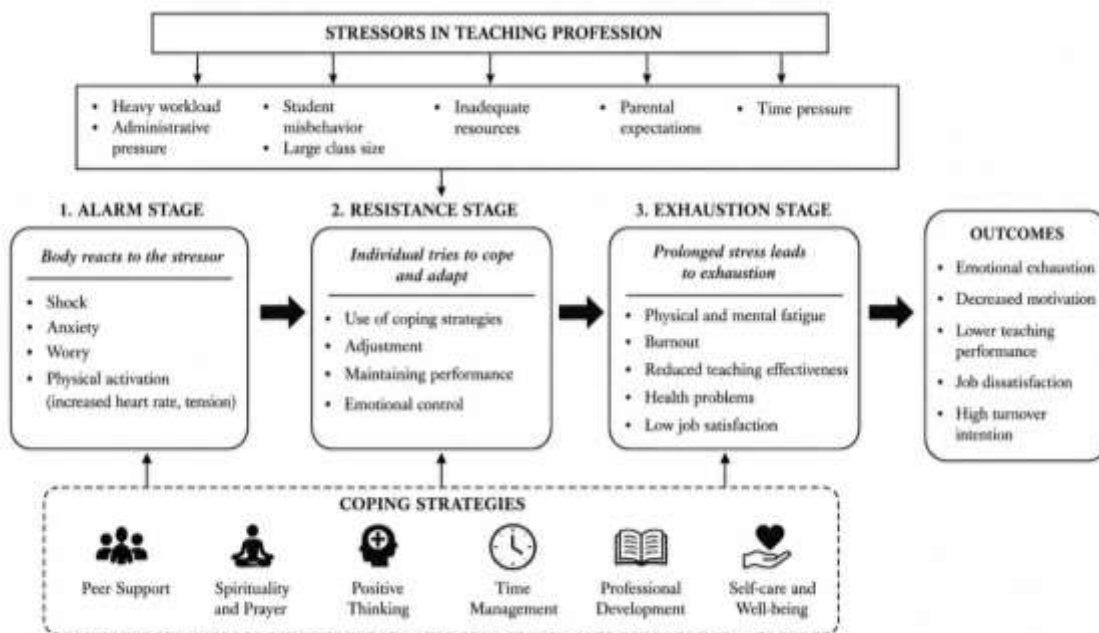 STRESSORS IN TEACHING PROFESSION
• Heavy workload
• Administrative
pressure
• Student
misbehavior
• Large class size
• Inadequate
resources
• Parental
expectations
• Time pressure
1. ALARM STAGE
Body reacts to the stressor
• Shock
• Anxiety
• Worry
• Physical activation
(increased heart rate, tension)
2. RESISTANCE STAGE
Individual tries to cope
and adapt
• Use of coping strategies
• Adjustment
• Maintaining performance
• Emotional control
3. EXHAUSTION STAGE
Prolonged stress leads
to exhaustion
• Physical and mental fatigue
• Burnout
• Reduced teaching effectiveness
• Health problems
• Low job satisfaction
OUTCOMES
• Emotional exhaustion
• Decreased motivation
• Lower teaching
performance
• Job dissatisfaction
• High turnover
intention
COPING STRATEGIES
Peer Support
Spirituality
and Prayer
Positive
Thinking
Time
Management
Professional
Development
Self-care and
Well-being